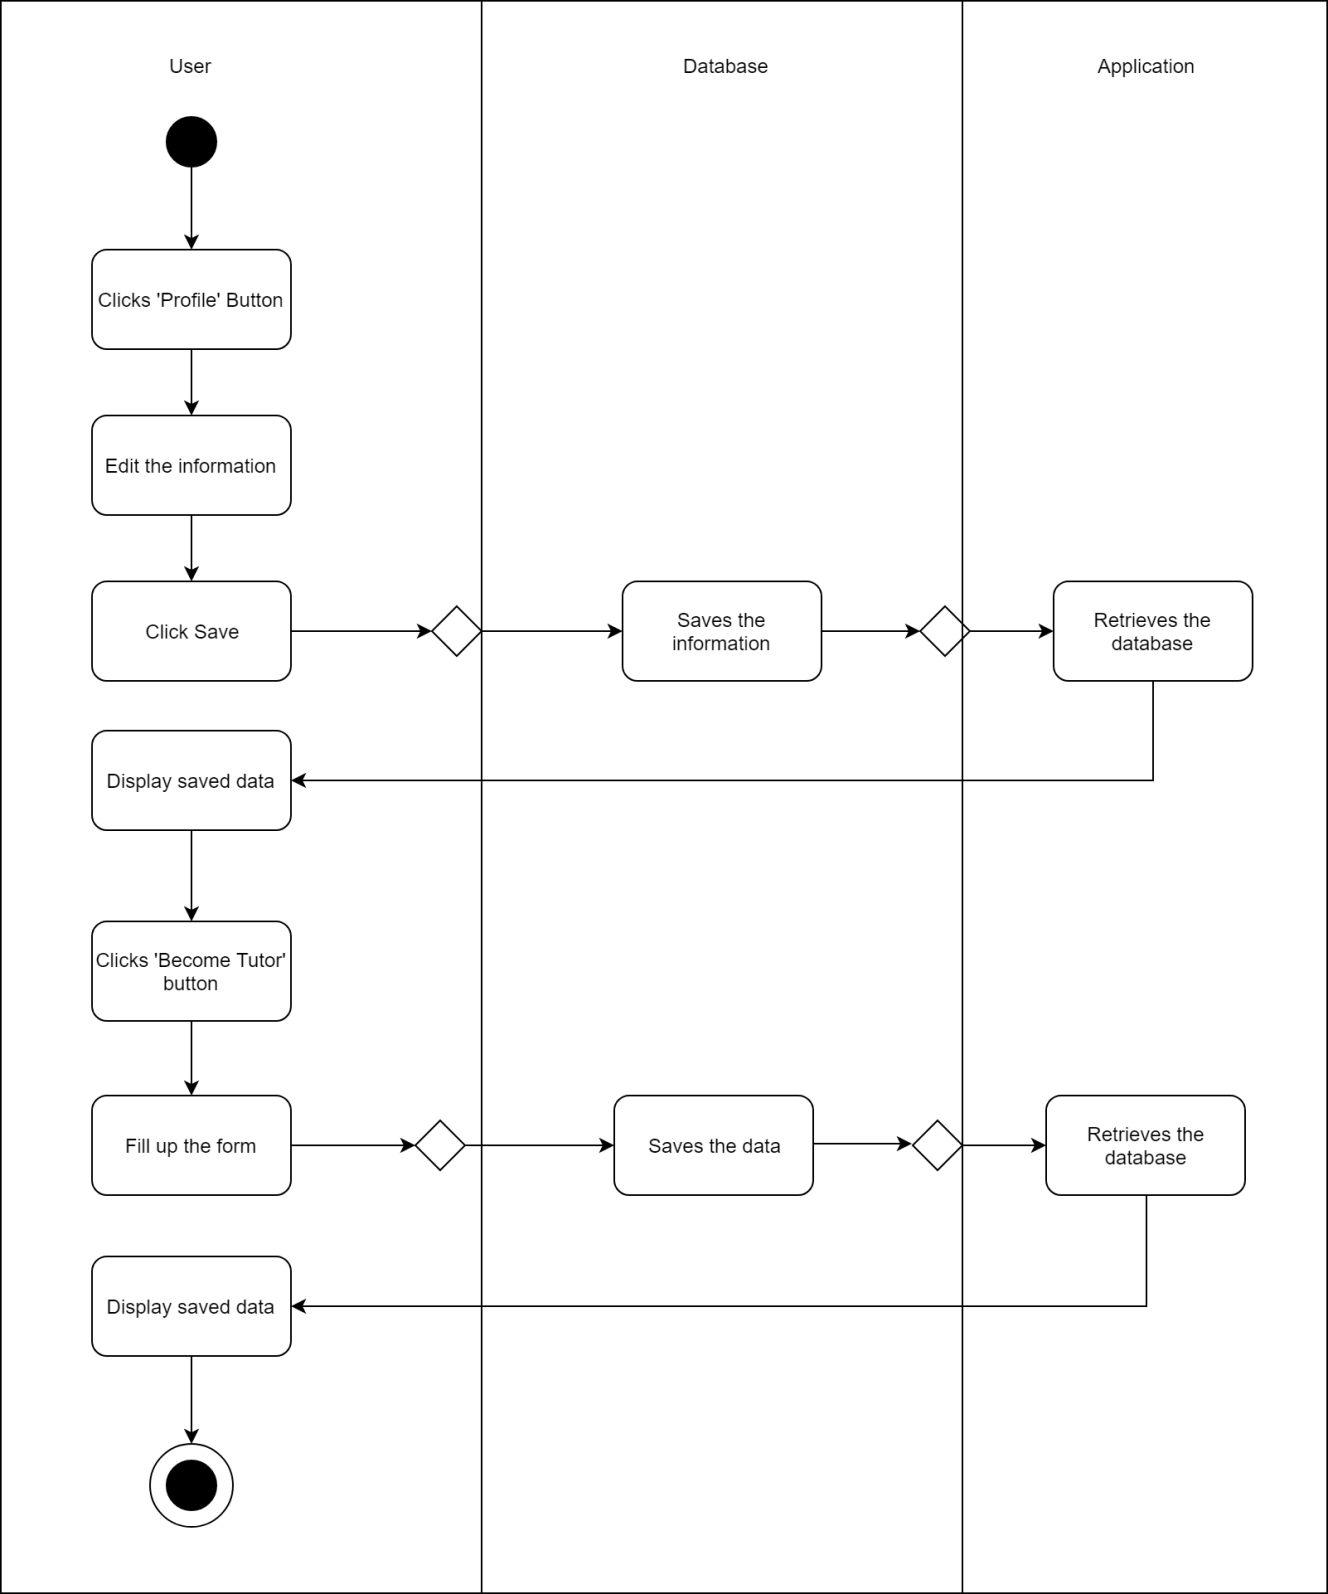 User
Database
Application
Clicks 'Profile' Button
Edit the information
Click Save
Saves the
information
Retrieves the
database
Display saved data
Clicks 'Become Tutor'
button
Fill up the form
Saves the data
Retrieves the
database
Display saved data